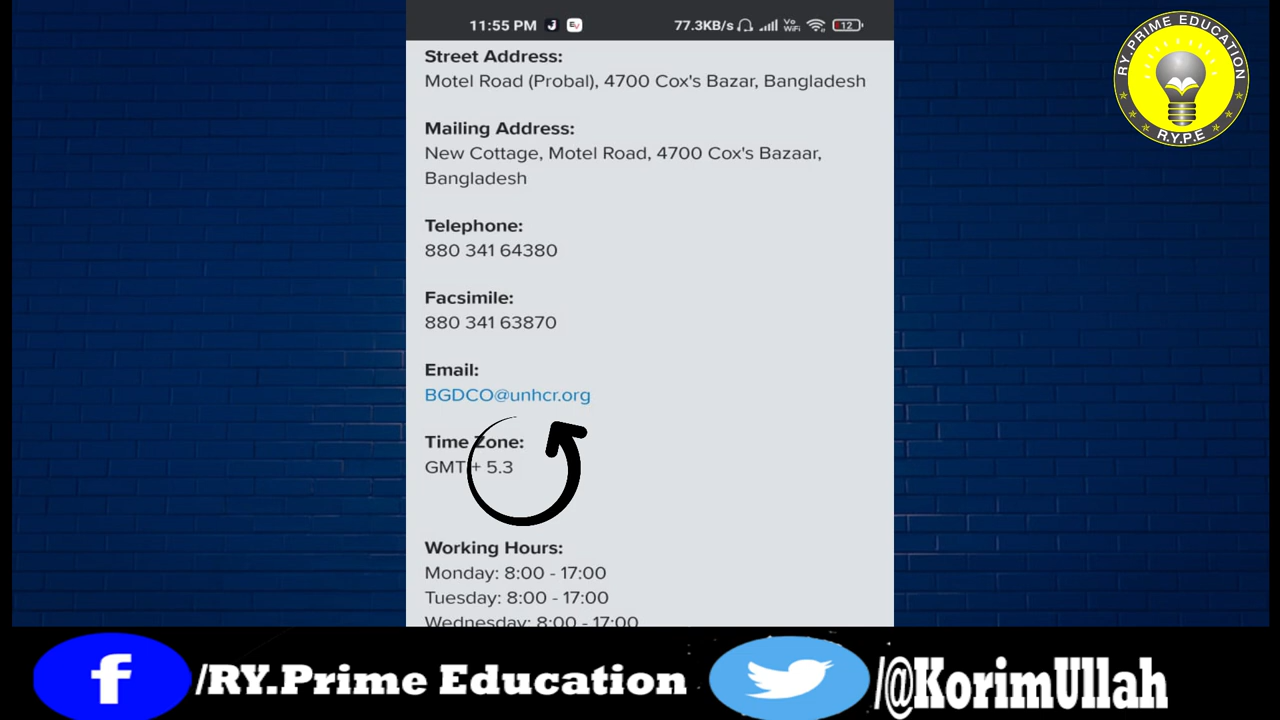 11:55 PM
77.3KB/s
Vo
WiFi
12
Street Address:
Motel Road (Probal), 4700 Cox's Bazar, Bangladesh
Mailing Address:
New Cottage, Motel Road, 4700 Cox's Bazaar,
Bangladesh
Telephone:
880 341 64380
Facsimile:
880 341 63870
Email:
BGDCO@unhcr.org
Time Zone:
GMT + 5.3
Working Hours:
Monday: 8:00 - 17:00
Tuesday: 8:00 - 17:00
Wednesday: 8:00 - 17:00
RY.PRIME EDUCATION
R.Y.P.E
f /RY.Prime Education
/@KorimUllah